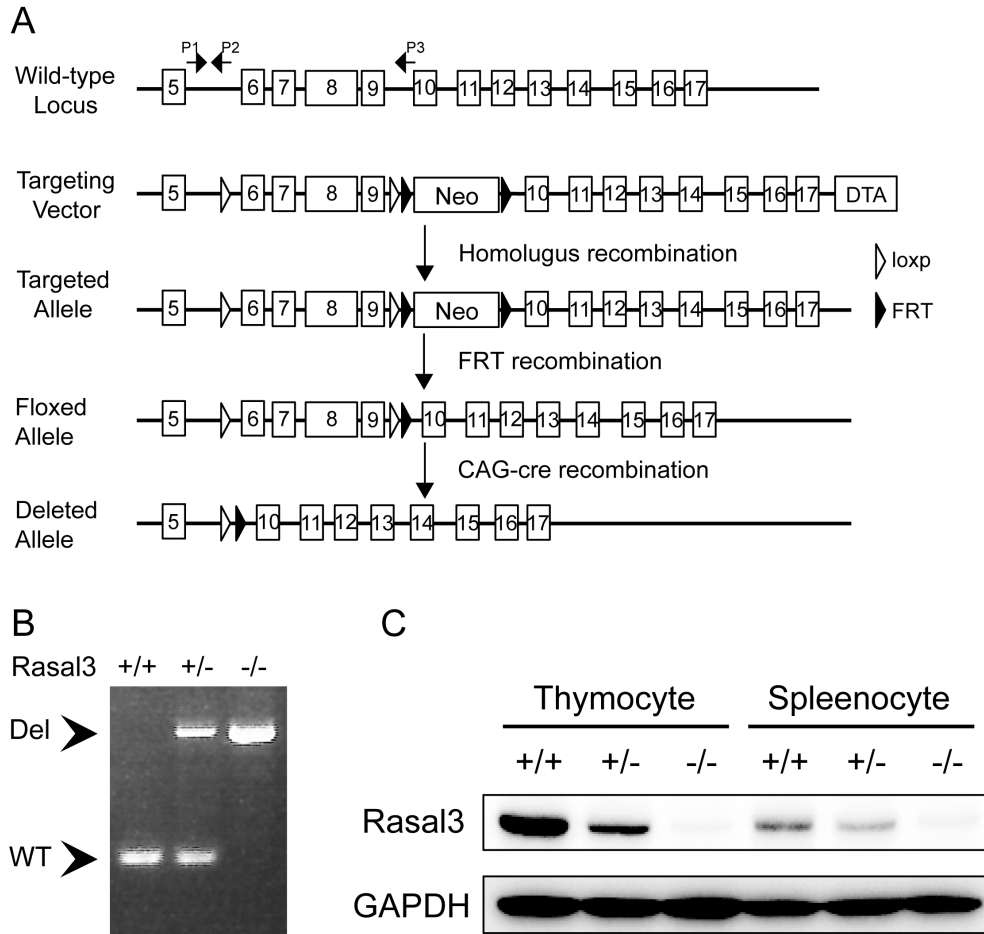 A
P1 P2 P3
Wild-type
Locus
5 6 7 8 9 10 11 12 13 14 15 16 17
Targeting
Vector
5 6 7 8 9 Neo 10 11 12 13 14 15 16 17 DTA
Homolugus recombination
loxp
Targeted
Allele
5 6 7 8 9 Neo 10 11 12 13 14 15 16 17
FRT
FRT recombination
Floxed
Allele
5 6 7 8 9 10 11 12 13 14 15 16 17
CAG-cre recombination
Deleted
Allele
5 10 11 12 13 14 15 16 17
B
Rasal3 +/+ +/- -/-
Del
WT
C
Thymocyte Spleenocyte
+/+ +/- -/- +/+ +/- -/-
Rasal3
GAPDH